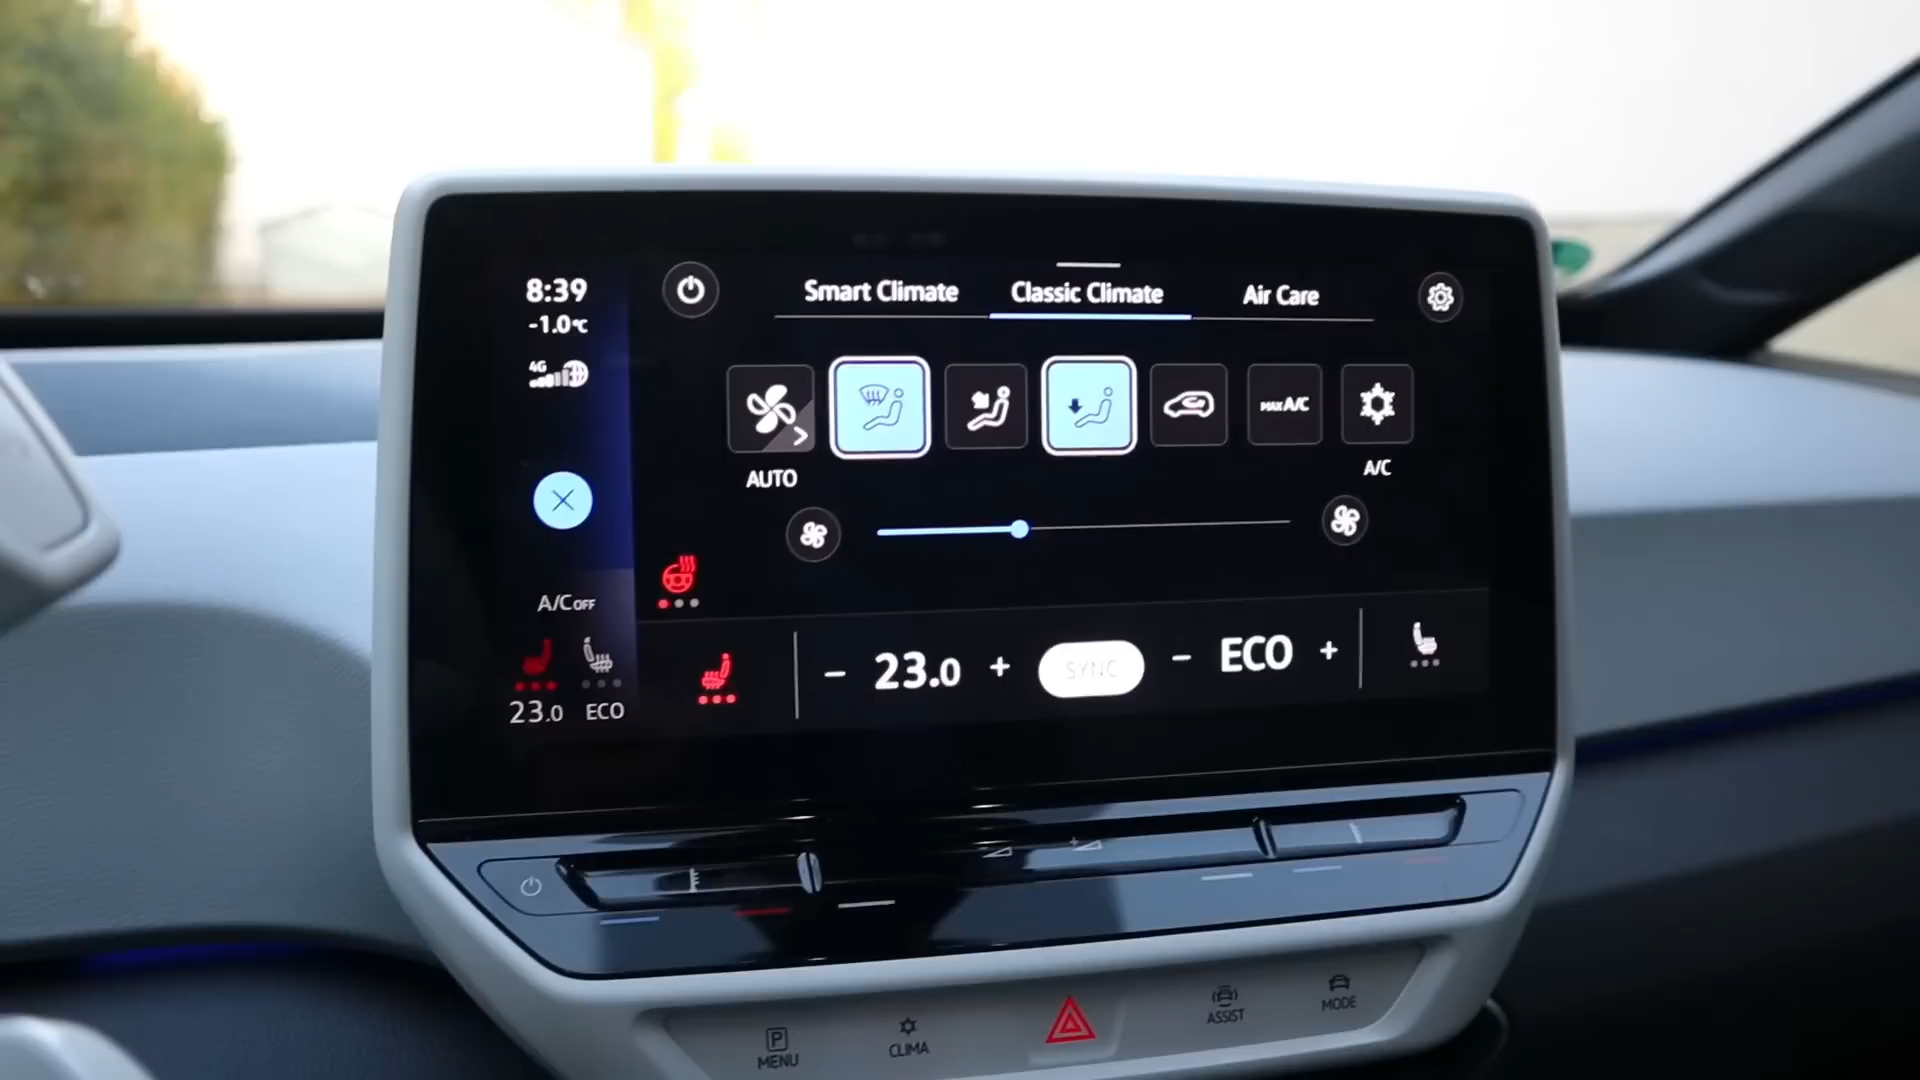 8:39
-1.0°C
4G
Smart Climate
Classic Climate
Air Care
AUTO
MAX A/C
A/C
A/C OFF
23.0
ECO
23.0
SYNC
ECO
P
MENU
CLIMA
ASSIST
MODE